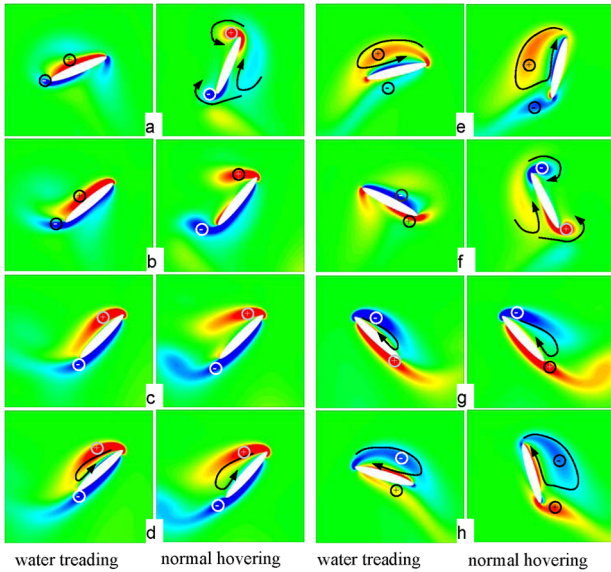 a
e
b
f
c
g
d
h
water treading normal hovering water treading normal hovering